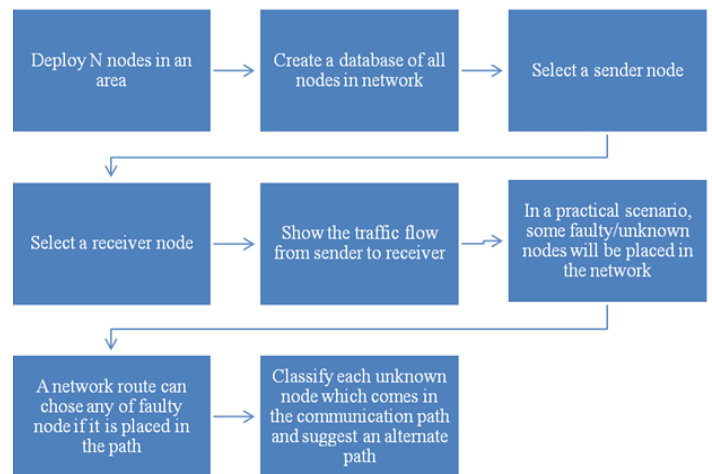 Deploy N nodes in an
area
Create a database of all
nodes in network
Select a sender node
Select a receiver node
Show the traffic flow
from sender to receiver
In a practical scenario,
some faulty/unknown
nodes will be placed in
the network
A network route can
chose any of faulty
node if it is placed in
the path
Classify each unknown
node which comes in
the communication path
and suggest an alternate
path